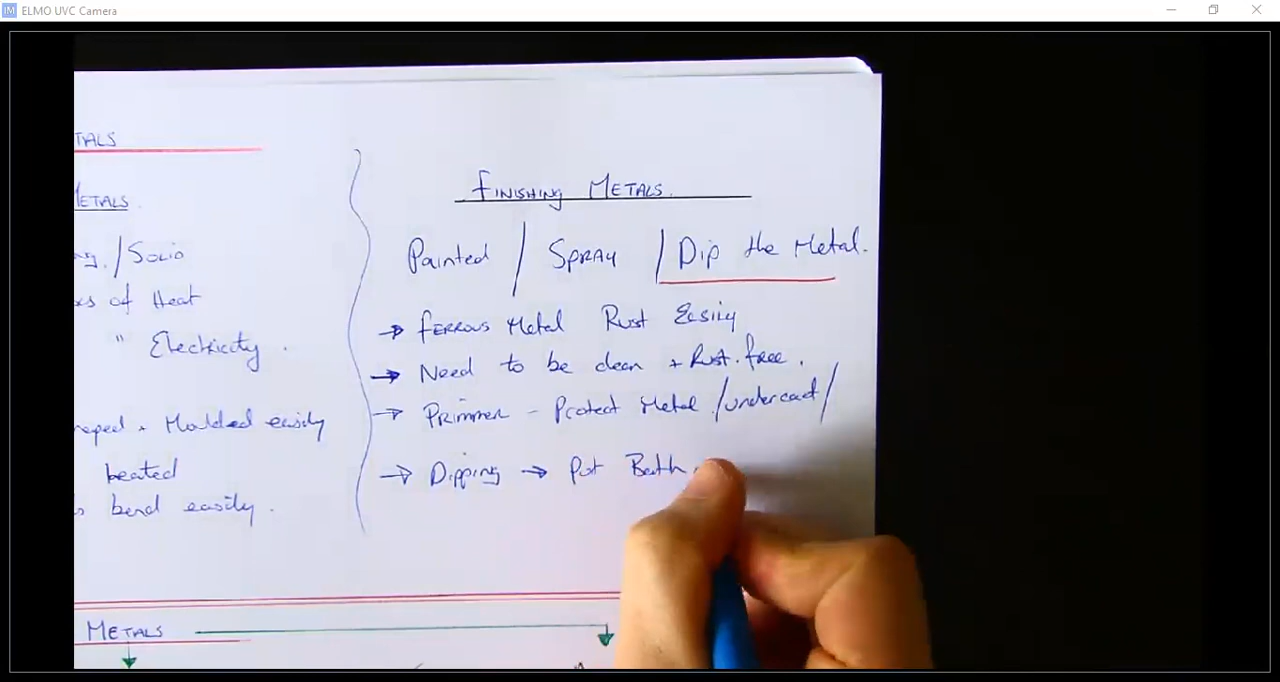 ELMO UVC Camera
TALS
METALS.
FINISHING METALS.
Painted / SPRAY / Dip the Metal.
g. / SOLID
of Heat
" Electricity.
→ FERROUS Metal Rust Easily
→ Need to be clean + Rust. free.
→ PRIMMER - Protect Metal / undercoat /
+ Moulded easily
heated
→ Dipping → Put Bath
bend easily.
METALS